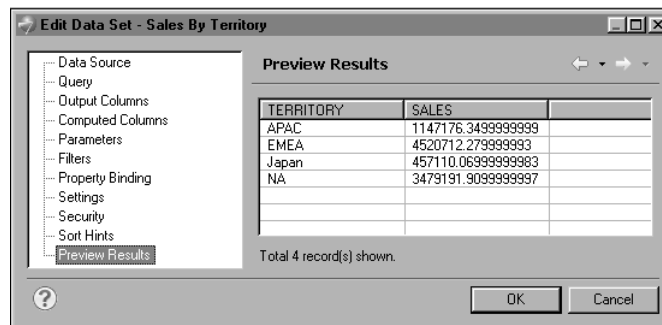 Edit Data Set - Sales By Territory
Data Source
Query
Output Columns
Computed Columns
Parameters
Filters
Property Binding
Settings
Security
Sort Hints
Preview Results
Preview Results
TERRITORY SALES
APAC 1147176.3499999999
EMEA 4520712.279999993
Japan 457110.06999999983
NA 3479191.9099999997
Total 4 record(s) shown.
?
OK Cancel